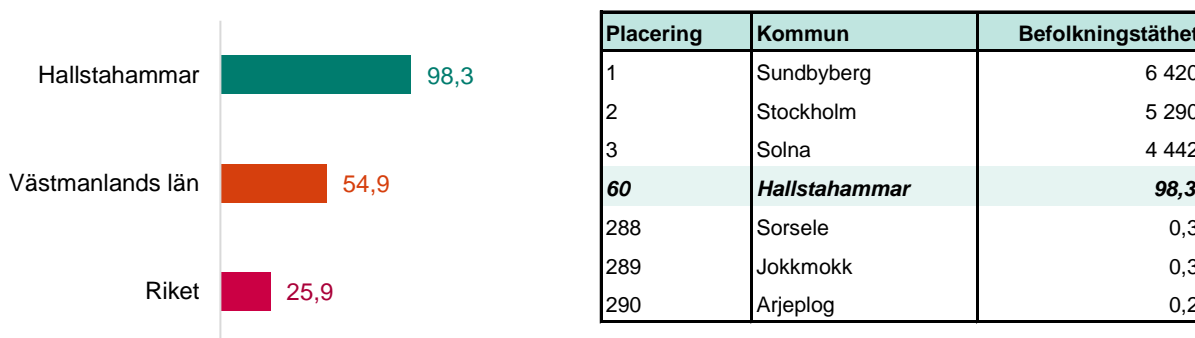 Hallstahammar 98,3
Västmanlands län 54,9
Riket 25,9
Placering Kommun Befolkningstäthet
1 Sundbyberg 6 420
2 Stockholm 5 290
3 Solna 4 442
60 Hallstahammar 98,3
288 Sorsele 0,3
289 Jokkmokk 0,3
290 Arjeplog 0,2